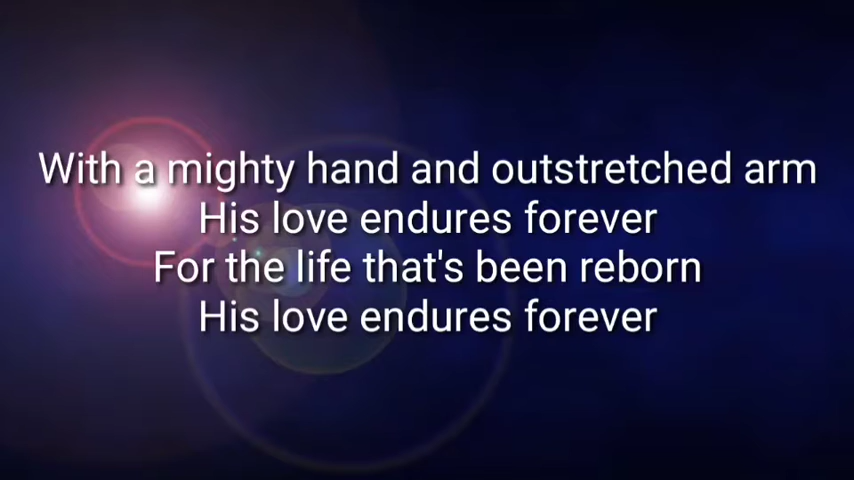 With a mighty hand and outstretched arm
His love endures forever
For the life that's been reborn
His love endures forever